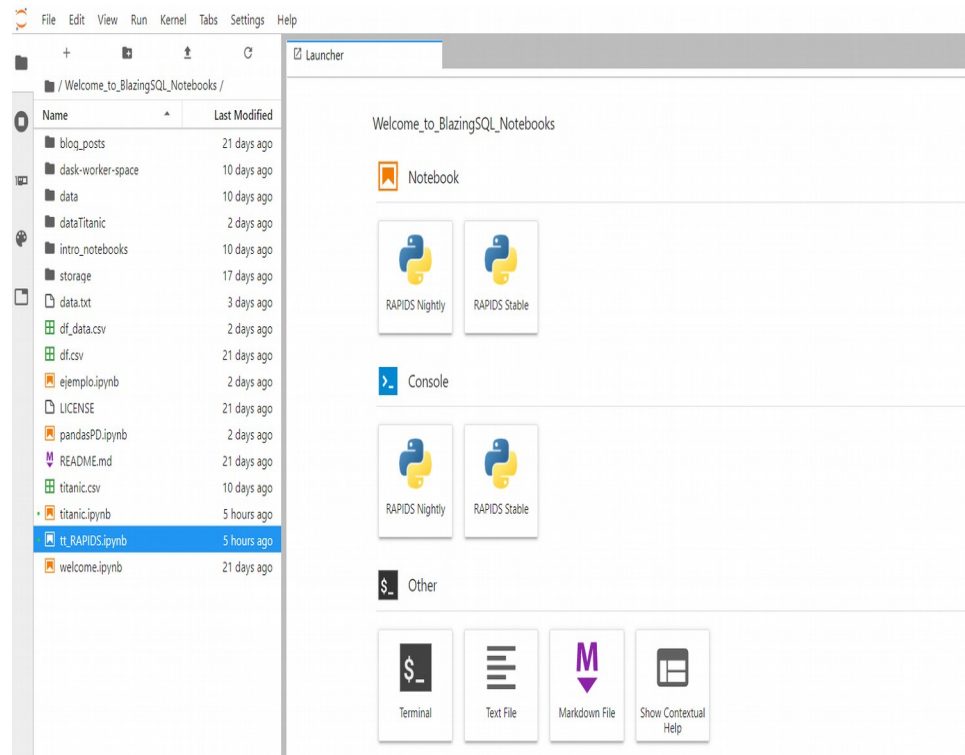 File Edit View Run Kernel Tabs Settings Help
Launcher
/ Welcome_to_BlazingSQL_Notebooks /
Name Last Modified
blog_posts 21 days ago
dask-worker-space 10 days ago
data 10 days ago
dataTitanic 2 days ago
intro_notebooks 10 days ago
storage 17 days ago
data.txt 3 days ago
df_data.csv 2 days ago
df.csv 21 days ago
ejemplo.ipynb 2 days ago
LICENSE 21 days ago
pandasPD.ipynb 2 days ago
M README.md 21 days ago
titanic.csv 10 days ago
titanic.ipynb 5 hours ago
tt_RAPIDS.ipynb 5 hours ago
welcome.ipynb 21 days ago
Welcome_to_BlazingSQL_Notebooks
Notebook
RAPIDS Nightly RAPIDS Stable
>_ Console
RAPIDS Nightly RAPIDS Stable
$_ Other
$_ M
Terminal Text File Markdown File Show Contextual
Help